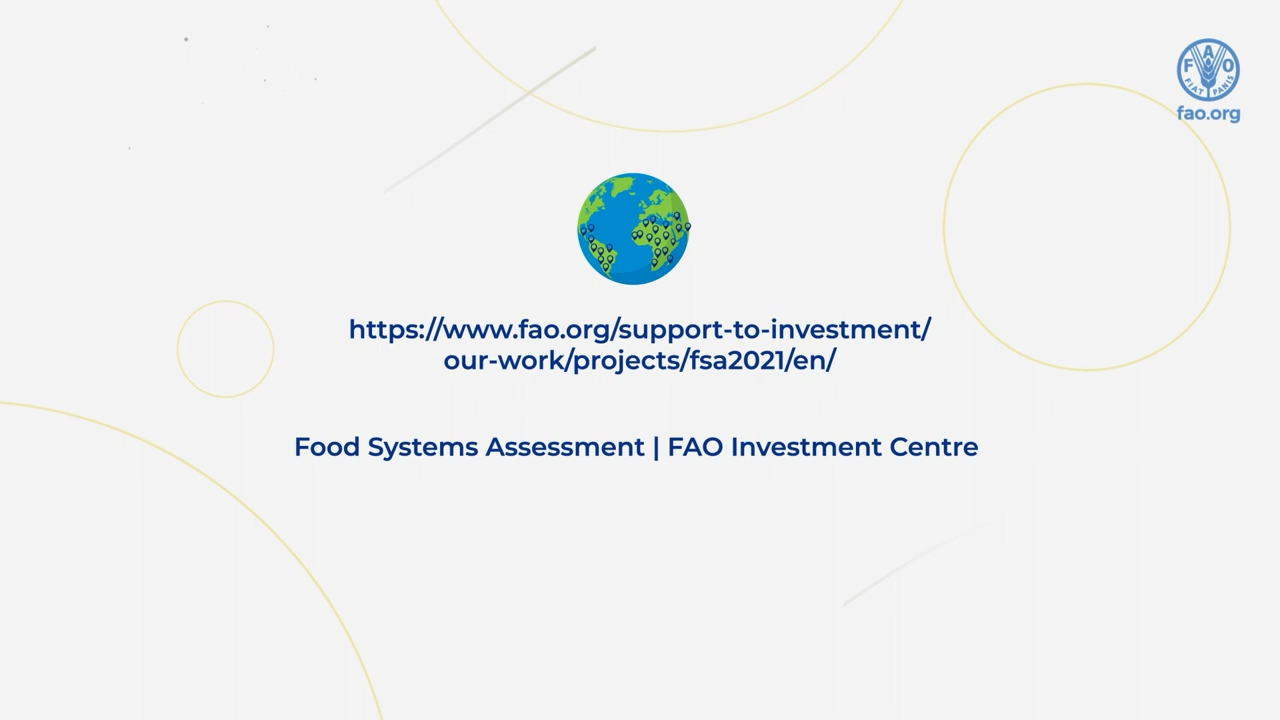 F A O
FIAT PANIS
fao.org
https://www.fao.org/support-to-investment/
our-work/projects/fsa2021/en/
Food Systems Assessment | FAO Investment Centre